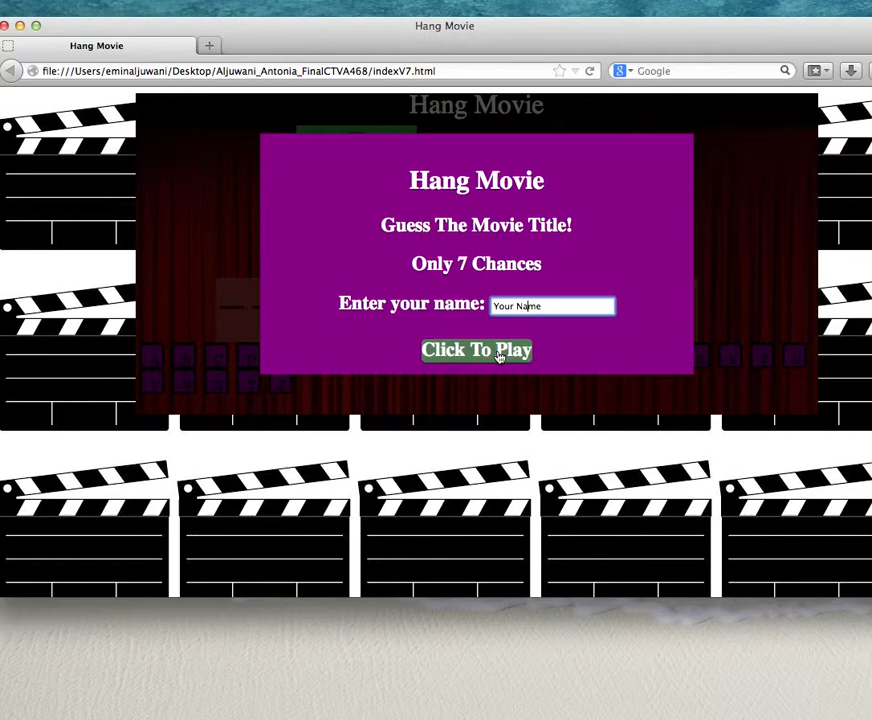 Hang Movie
Hang Movie
file:///Users/eminaljuwani/Desktop/Aljuwani_Antonia_FinalCTVA468/indexV7.html
Google
Hang Movie
Hang Movie
Guess The Movie Title!
Only 7 Chances
Enter your name: Your Name
Click To Play